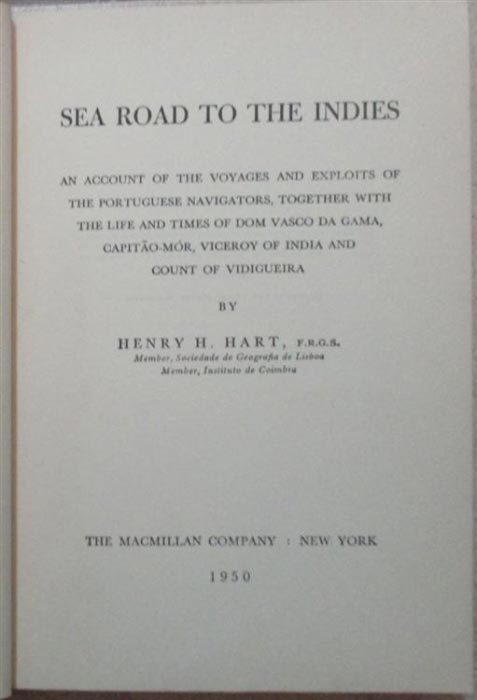 SEA ROAD TO THE INDIES
AN ACCOUNT OF THE VOYAGES AND EXPLOITS OF
THE PORTUGUESE NAVIGATORS, TOGETHER WITH
THE LIFE AND TIMES OF DOM VASCO DA GAMA,
CAPITÃO-MÓR, VICEROY OF INDIA AND
COUNT OF VIDIGUEIRA
BY
HENRY H. HART, F.R.G.S.
Member, Sociedade de Geografia de Lisboa
Member, Instituto de Coimbra
THE MACMILLAN COMPANY : NEW YORK
1950